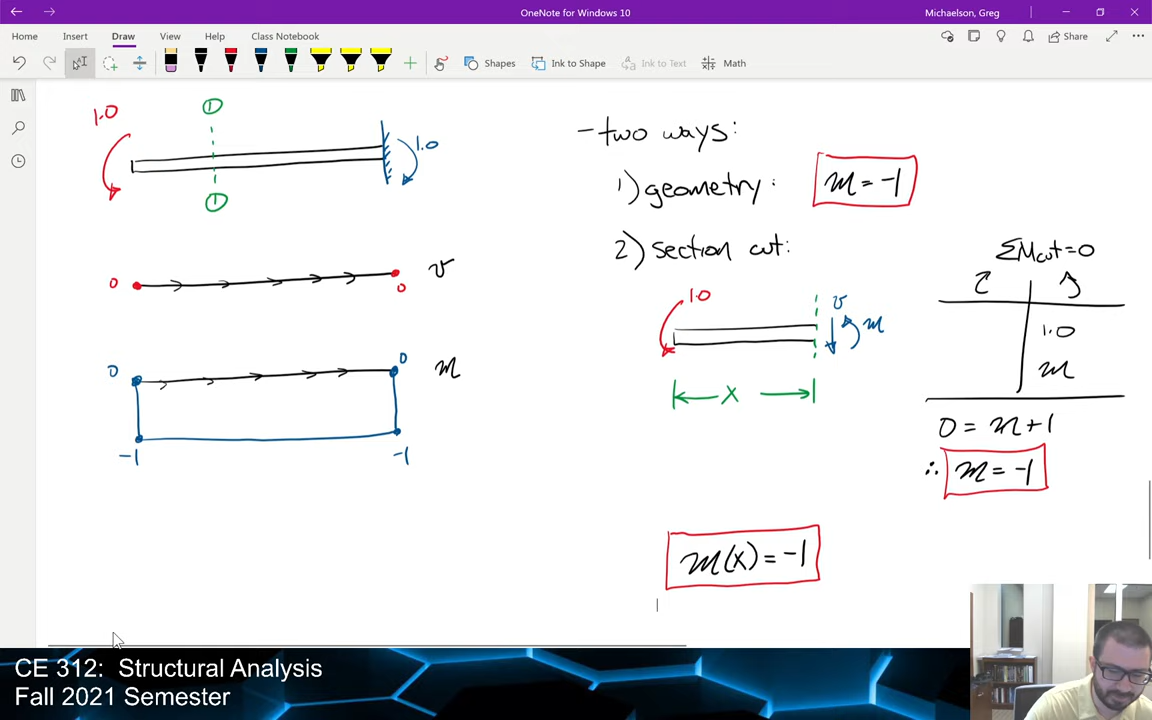 OneNote for Windows 10
Michaelson, Greg
Home Insert Draw View Help Class Notebook
Share
Shapes
Ink to Shape
Ink to Text
Math
1.0
1
1.0
1
0
0
v
0
0
m
-1
-1
- two ways:
1) geometry: m = -1
2) section cut:
1.0
v
m
x
ΣMcut = 0
1.0
m
0 = m + 1
∴ m = -1
m(x) = -1
CE 312: Structural Analysis
Fall 2021 Semester